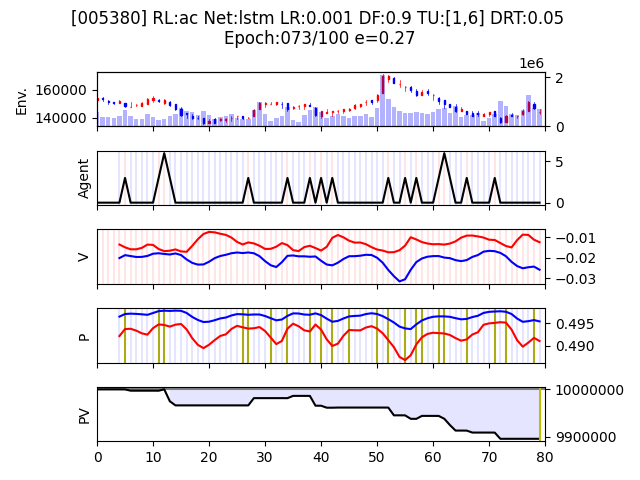 [005380] RL:ac Net:lstm LR:0.001 DF:0.9 TU:[1,6] DRT:0.05
Epoch:073/100 e=0.27
1e6
Env.
160000
140000
2
0
Agent
5
0
V
−0.01
−0.02
−0.03
P
0.495
0.490
PV
10000000
9900000
0 10 20 30 40 50 60 70 80